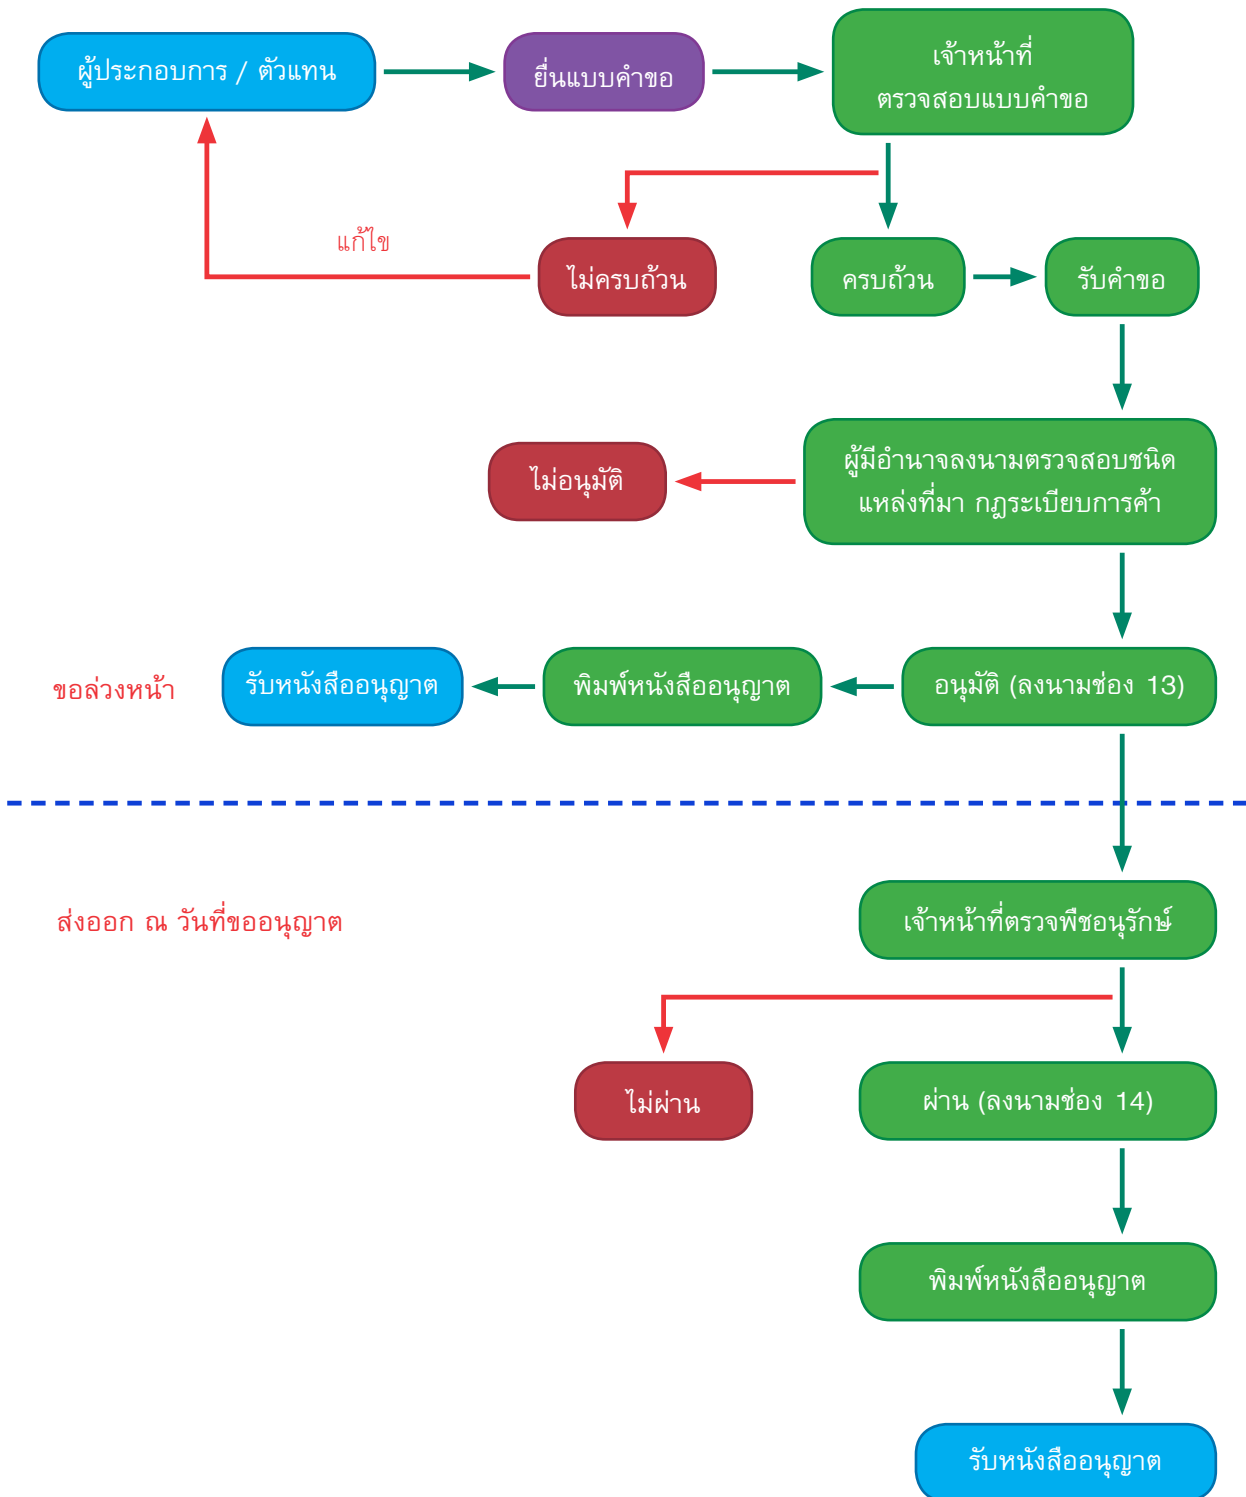 ผู้ประกอบการ / ตัวแทน
ยื่นแบบคำขอ
เจ้าหน้าที่
ตรวจสอบแบบคำขอ
แก้ไข
ไม่ครบถ้วน
ครบถ้วน
รับคำขอ
ไม่อนุมัติ
ผู้มีอำนาจลงนามตรวจสอบชนิด
แหล่งที่มา กฎระเบียบการค้า
ขอล่วงหน้า
รับหนังสืออนุญาต
พิมพ์หนังสืออนุญาต
อนุมัติ (ลงนามช่อง 13)
ส่งออก ณ วันที่ขออนุญาต
เจ้าหน้าที่ตรวจพืชอนุรักษ์
ไม่ผ่าน
ผ่าน (ลงนามช่อง 14)
พิมพ์หนังสืออนุญาต
รับหนังสืออนุญาต